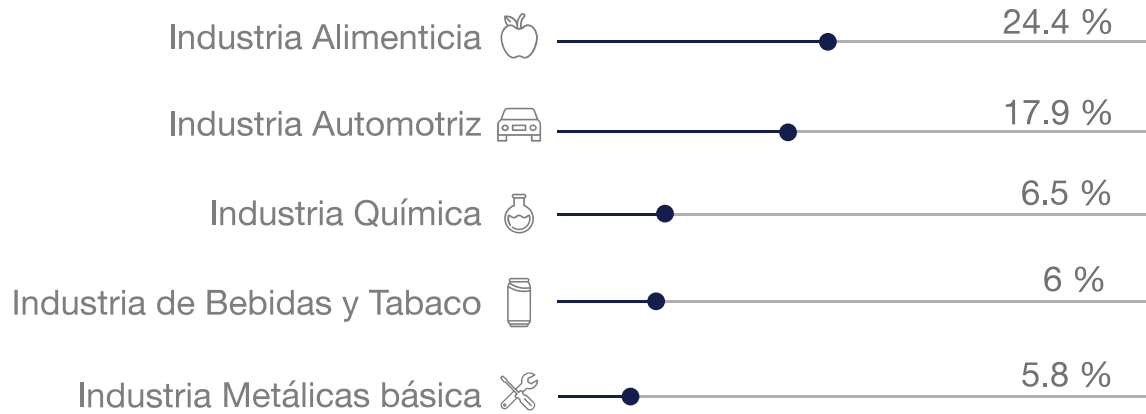 Industria Alimenticia 24.4 %
Industria Automotriz 17.9 %
Industria Química 6.5 %
Industria de Bebidas y Tabaco 6 %
Industria Metálicas básica 5.8 %